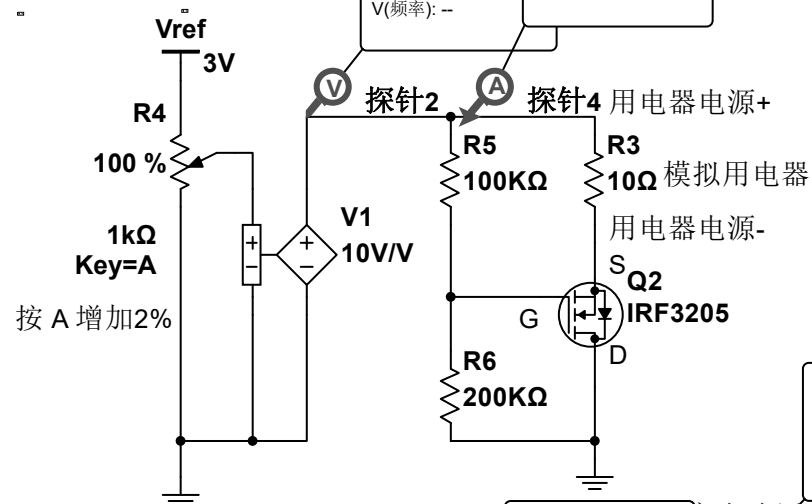 V(频率): --
Vref
3V
R4
100 %
1kΩ
Key=A
按 A 增加2%
V
A
探针2
探针4
用电器电源+
R5
100KΩ
R3
10Ω
模拟用电器
V1
10V/V
用电器电源-
S
Q2
IRF3205
G
D
R6
200KΩ